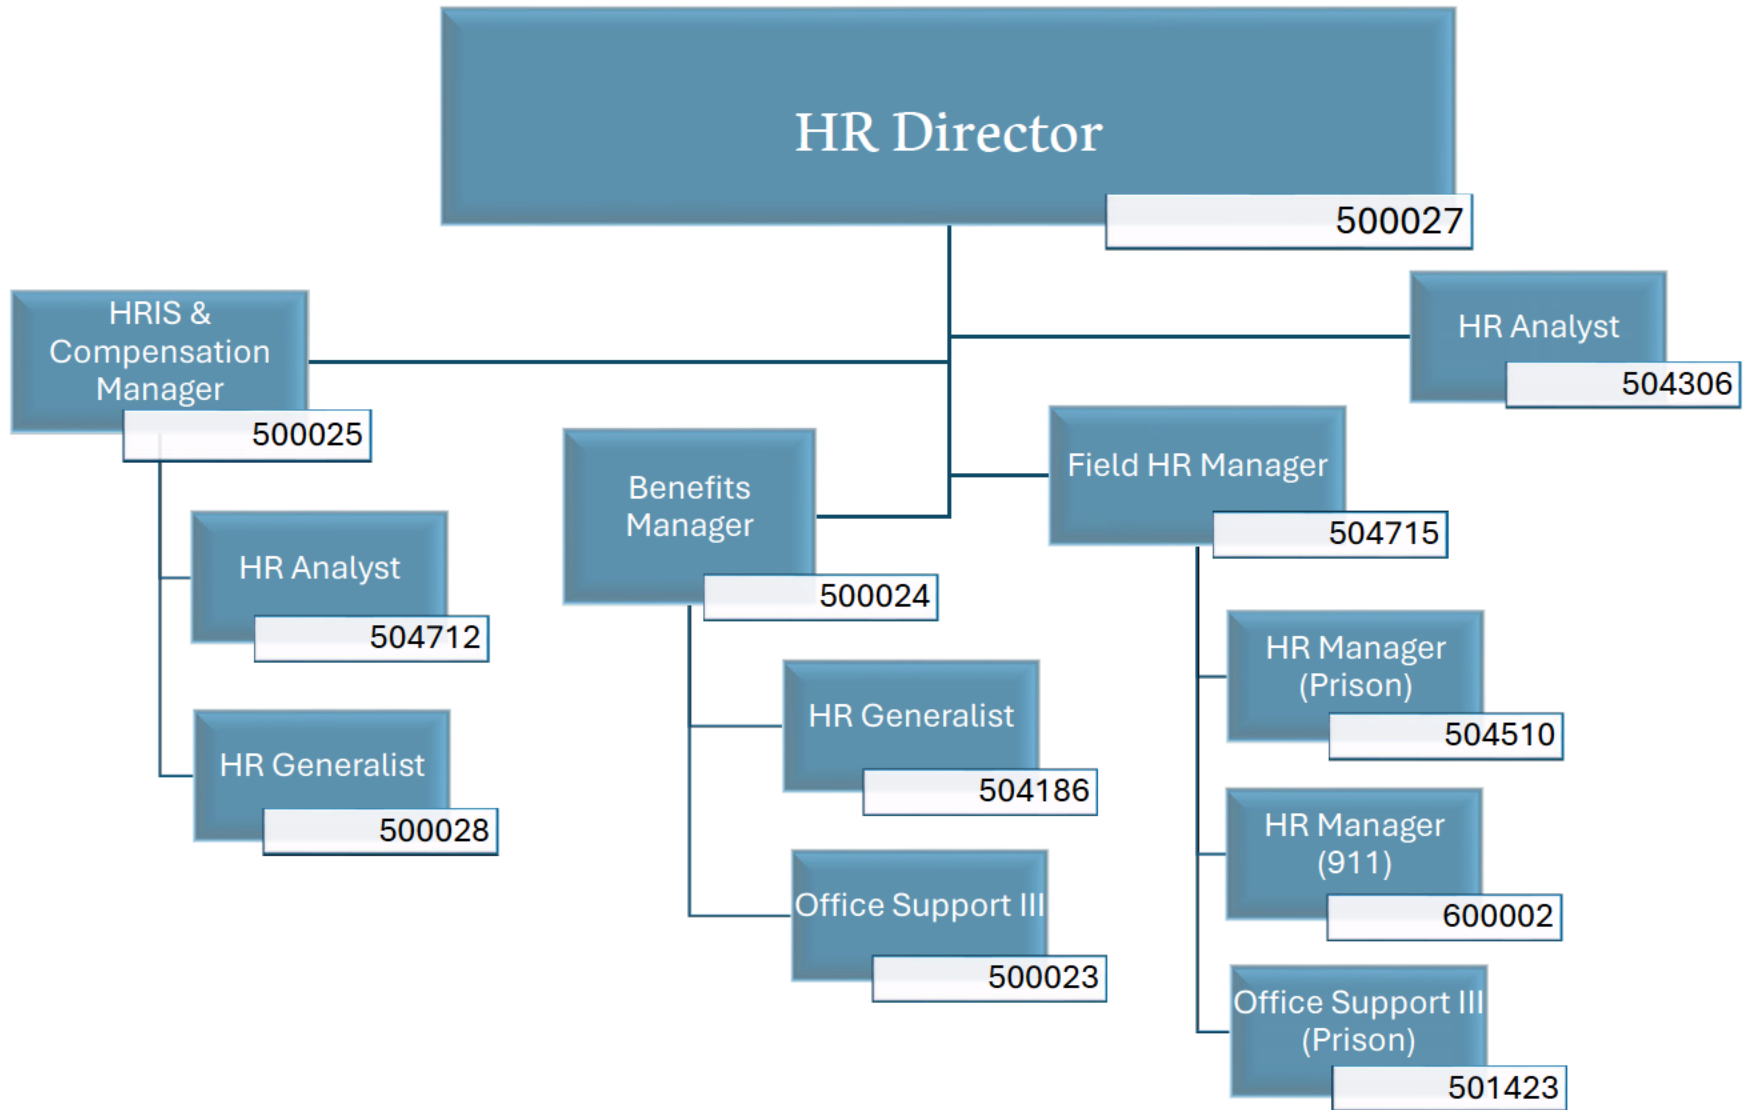 HR Director
500027
HRIS &
Compensation
Manager
500025
HR Analyst
504712
HR Generalist
500028
Benefits
Manager
500024
HR Generalist
504186
Office Support III
500023
Field HR Manager
504715
HR Manager
(Prison)
504510
HR Manager
(911)
600002
Office Support III
(Prison)
501423
HR Analyst
504306